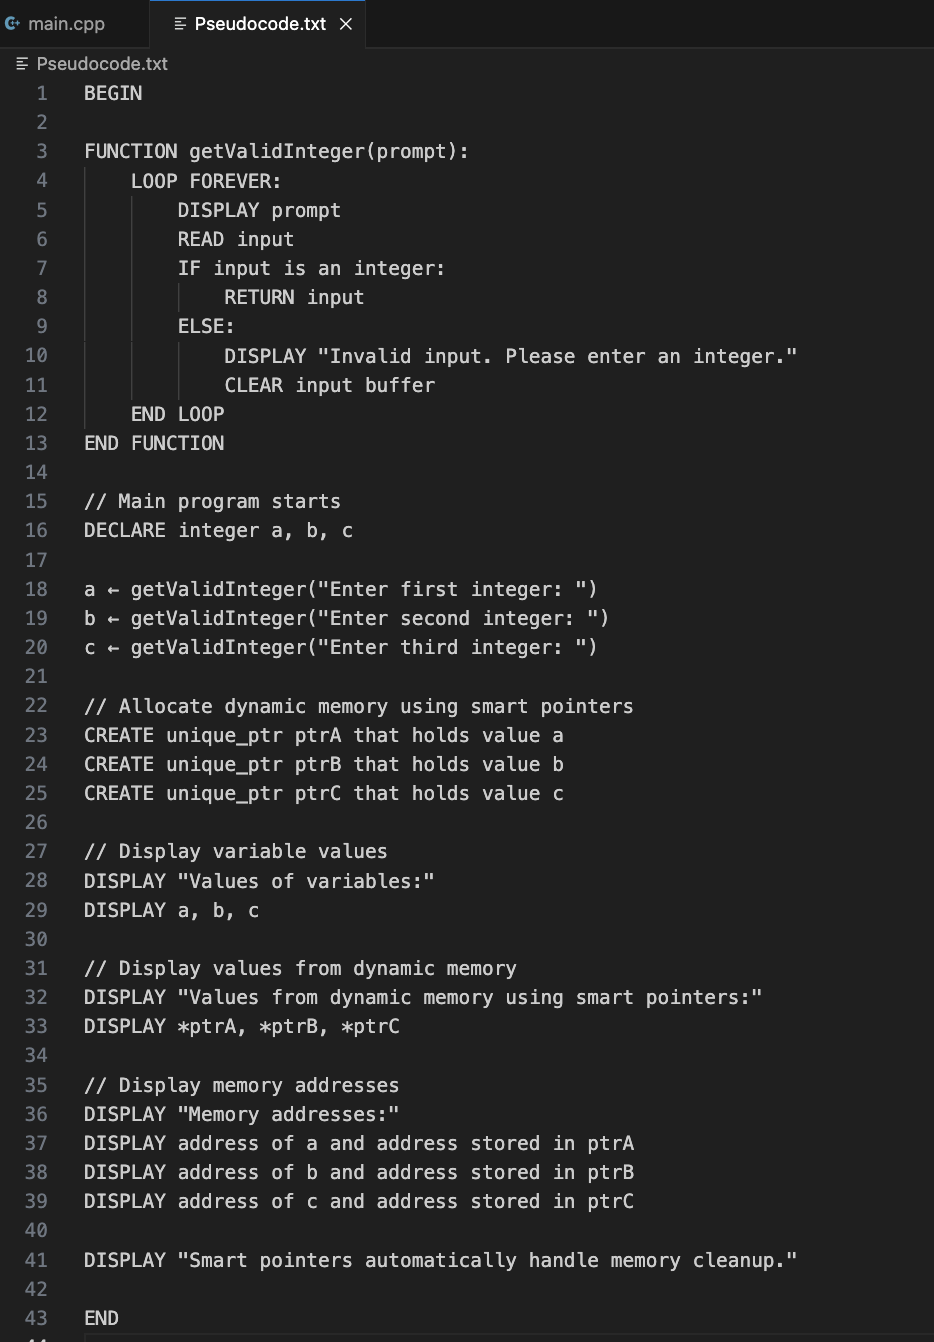 main.cpp
Pseudocode.txt
Pseudocode.txt
1 BEGIN
2
3 FUNCTION getValidInteger(prompt):
4 LOOP FOREVER:
5 DISPLAY prompt
6 READ input
7 IF input is an integer:
8 RETURN input
9 ELSE:
10 DISPLAY "Invalid input. Please enter an integer."
11 CLEAR input buffer
12 END LOOP
13 END FUNCTION
14
15 // Main program starts
16 DECLARE integer a, b, c
17
18 a ← getValidInteger("Enter first integer: ")
19 b ← getValidInteger("Enter second integer: ")
20 c ← getValidInteger("Enter third integer: ")
21
22 // Allocate dynamic memory using smart pointers
23 CREATE unique_ptr ptrA that holds value a
24 CREATE unique_ptr ptrB that holds value b
25 CREATE unique_ptr ptrC that holds value c
26
27 // Display variable values
28 DISPLAY "Values of variables:"
29 DISPLAY a, b, c
30
31 // Display values from dynamic memory
32 DISPLAY "Values from dynamic memory using smart pointers:"
33 DISPLAY *ptrA, *ptrB, *ptrC
34
35 // Display memory addresses
36 DISPLAY "Memory addresses:"
37 DISPLAY address of a and address stored in ptrA
38 DISPLAY address of b and address stored in ptrB
39 DISPLAY address of c and address stored in ptrC
40
41 DISPLAY "Smart pointers automatically handle memory cleanup."
42
43 END